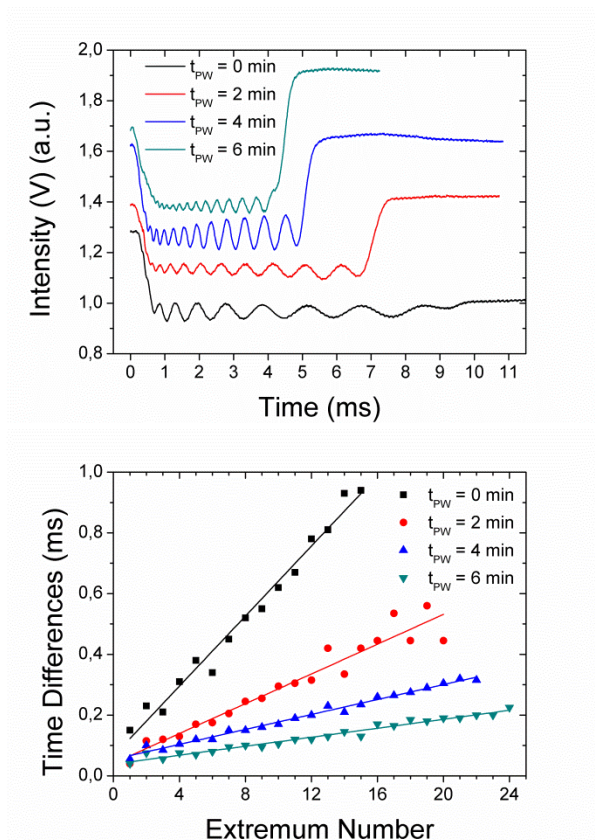 2,0
1,8
1,6
1,4
1,2
1,0
0,8
Intensity (V) (a.u.)
t_PW = 0 min
t_PW = 2 min
t_PW = 4 min
t_PW = 6 min
0 1 2 3 4 5 6 7 8 9 10 11
Time (ms)
1,0
0,8
0,6
0,4
0,2
0,0
Time Differences (ms)
t_PW = 0 min
t_PW = 2 min
t_PW = 4 min
t_PW = 6 min
0 4 8 12 16 20 24
Extremum Number